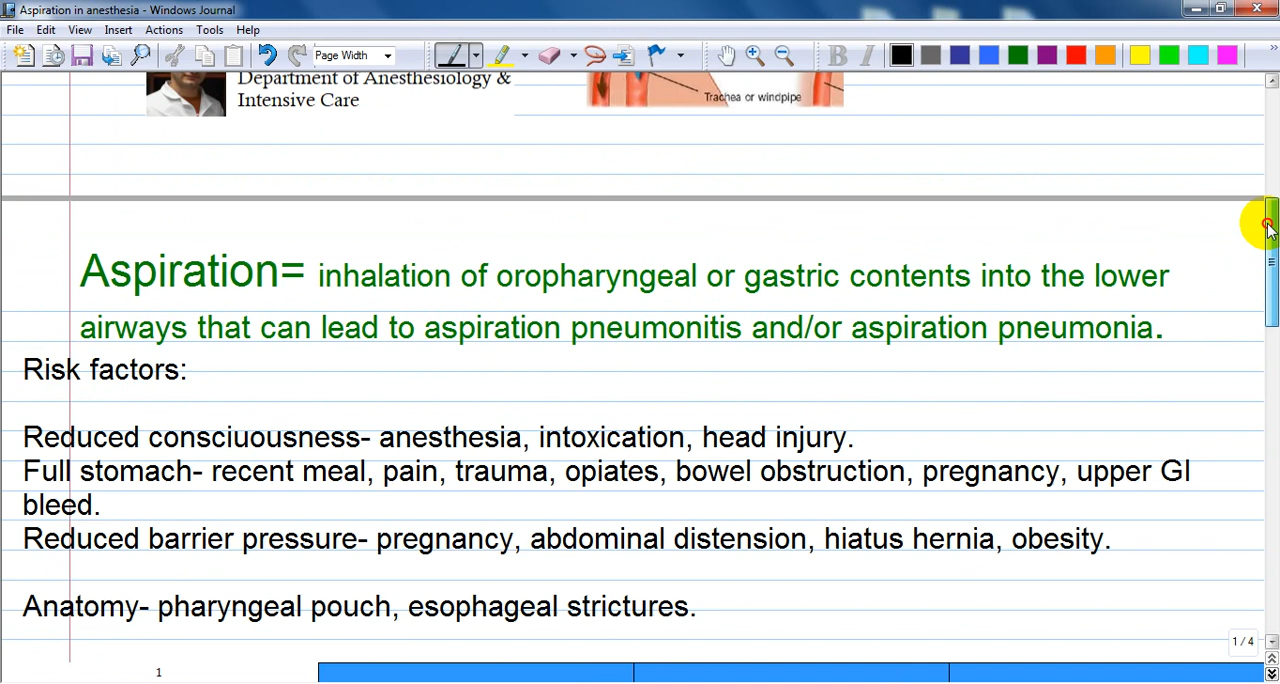 Aspiration in anesthesia - Windows Journal
File Edit View Insert Actions Tools Help
Page Width
B I
Department of Anesthesiology &
Intensive Care
Trachea or windpipe
Aspiration= inhalation of oropharyngeal or gastric contents into the lower
airways that can lead to aspiration pneumonitis and/or aspiration pneumonia.
Risk factors:
Reduced consciuousness- anesthesia, intoxication, head injury.
Full stomach- recent meal, pain, trauma, opiates, bowel obstruction, pregnancy, upper GI
bleed.
Reduced barrier pressure- pregnancy, abdominal distension, hiatus hernia, obesity.
Anatomy- pharyngeal pouch, esophageal strictures.
1 / 4
1